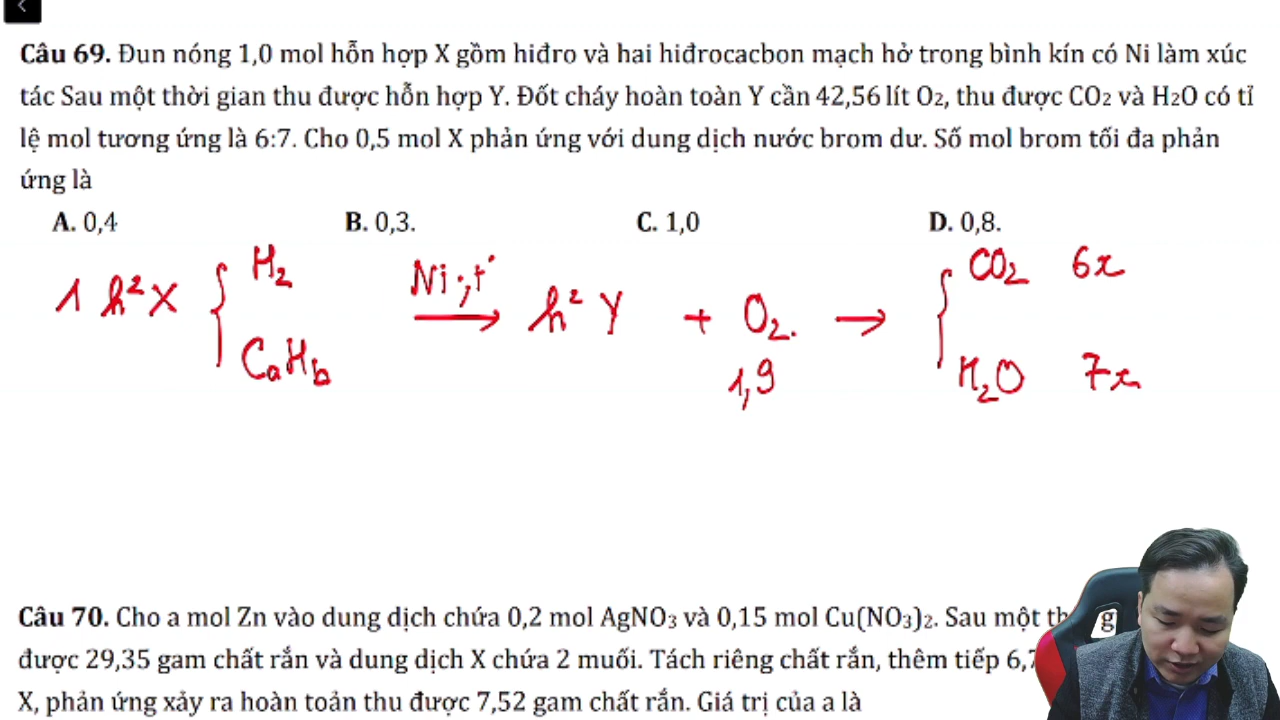 Câu 69. Đun nóng 1,0 mol hỗn hợp X gồm hiđro và hai hiđrocacbon mạch hở trong bình kín có Ni làm xúc
tác Sau một thời gian thu được hỗn hợp Y. Đốt cháy hoàn toàn Y cần 42,56 lít O₂, thu được CO₂ và H₂O có tỉ
lệ mol tương ứng là 6:7. Cho 0,5 mol X phản ứng với dung dịch nước brom dư. Số mol brom tối đa phản
ứng là
A. 0,4 B. 0,3. C. 1,0 D. 0,8.
1 h² X { H₂ CₐH_b Ni; t° → h² Y + O₂. 1,9 → { CO₂ 6x H₂O 7x
Câu 70. Cho a mol Zn vào dung dịch chứa 0,2 mol AgNO₃ và 0,15 mol Cu(NO₃)₂. Sau một th g
được 29,35 gam chất rắn và dung dịch X chứa 2 muối. Tách riêng chất rắn, thêm tiếp 6,7
X, phản ứng xảy ra hoàn toàn thu được 7,52 gam chất rắn. Giá trị của a là